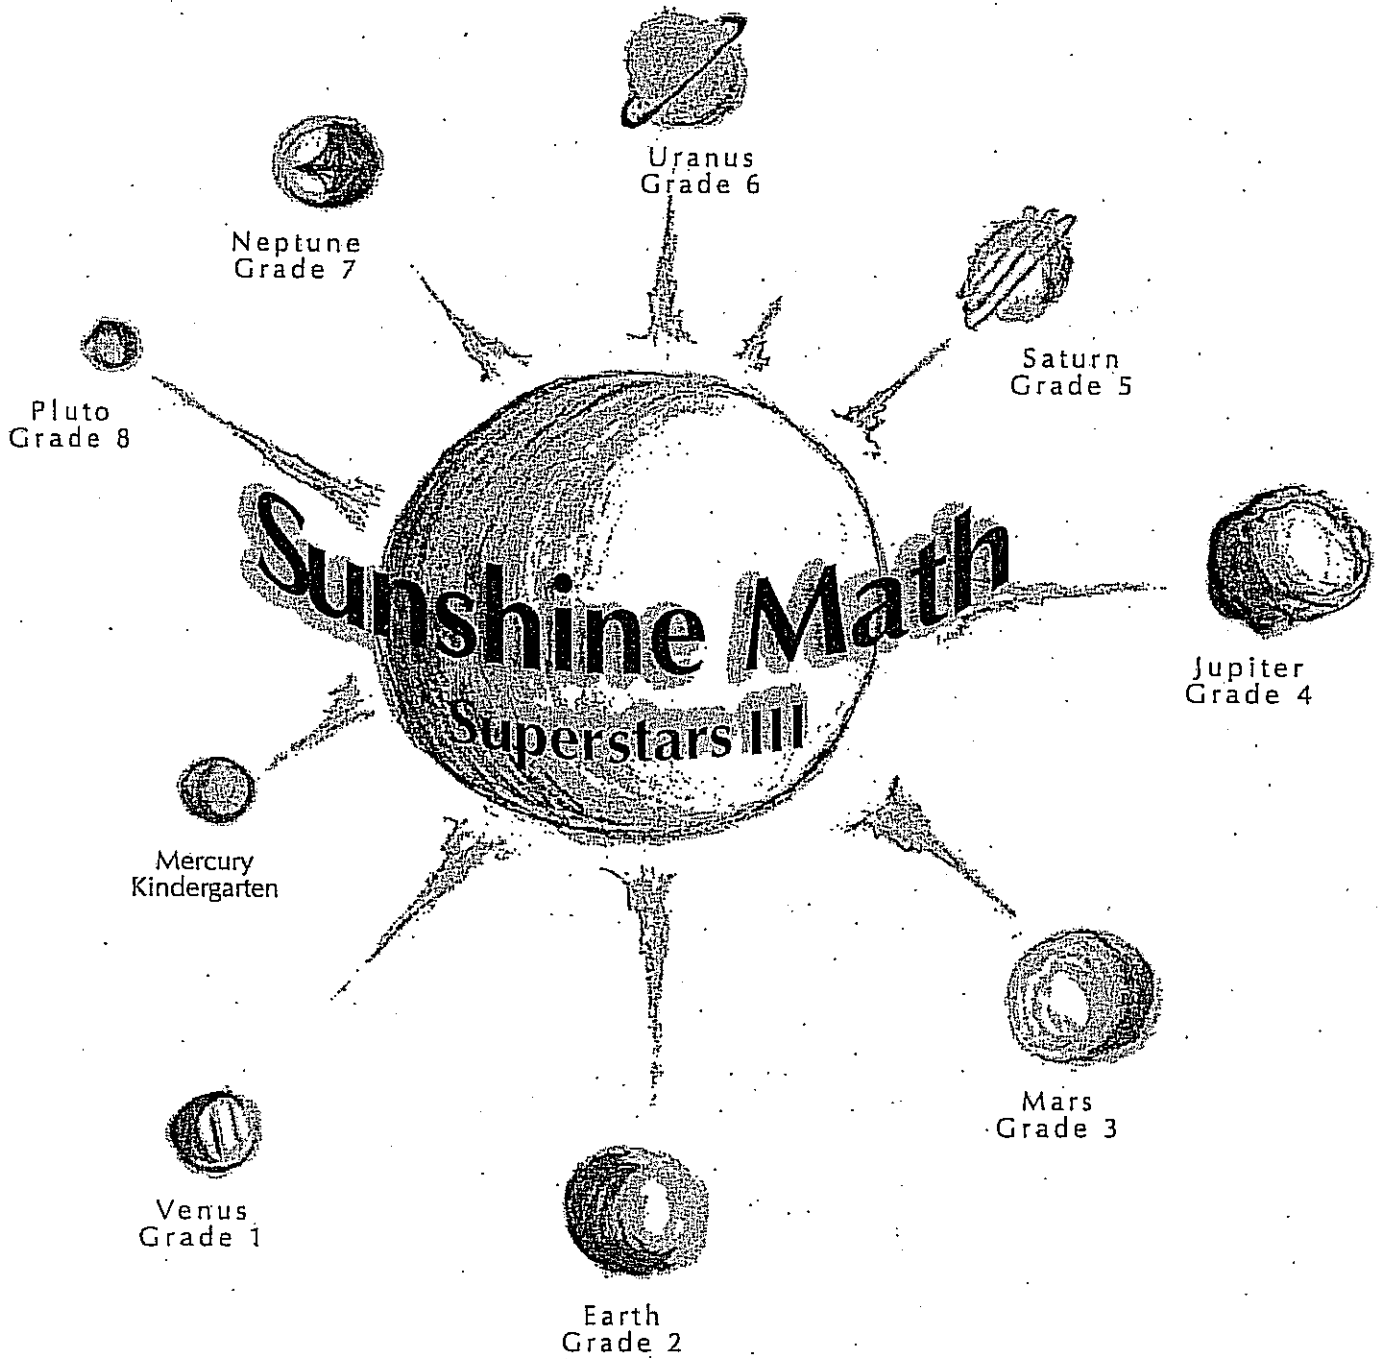 Uranus
Grade 6
Neptune
Grade 7
Saturn
Grade 5
Pluto
Grade 8
Sunshine Math
Superstars III
Jupiter
Grade 4
Mercury
Kindergarten
Mars
Grade 3
Venus
Grade 1
Earth
Grade 2